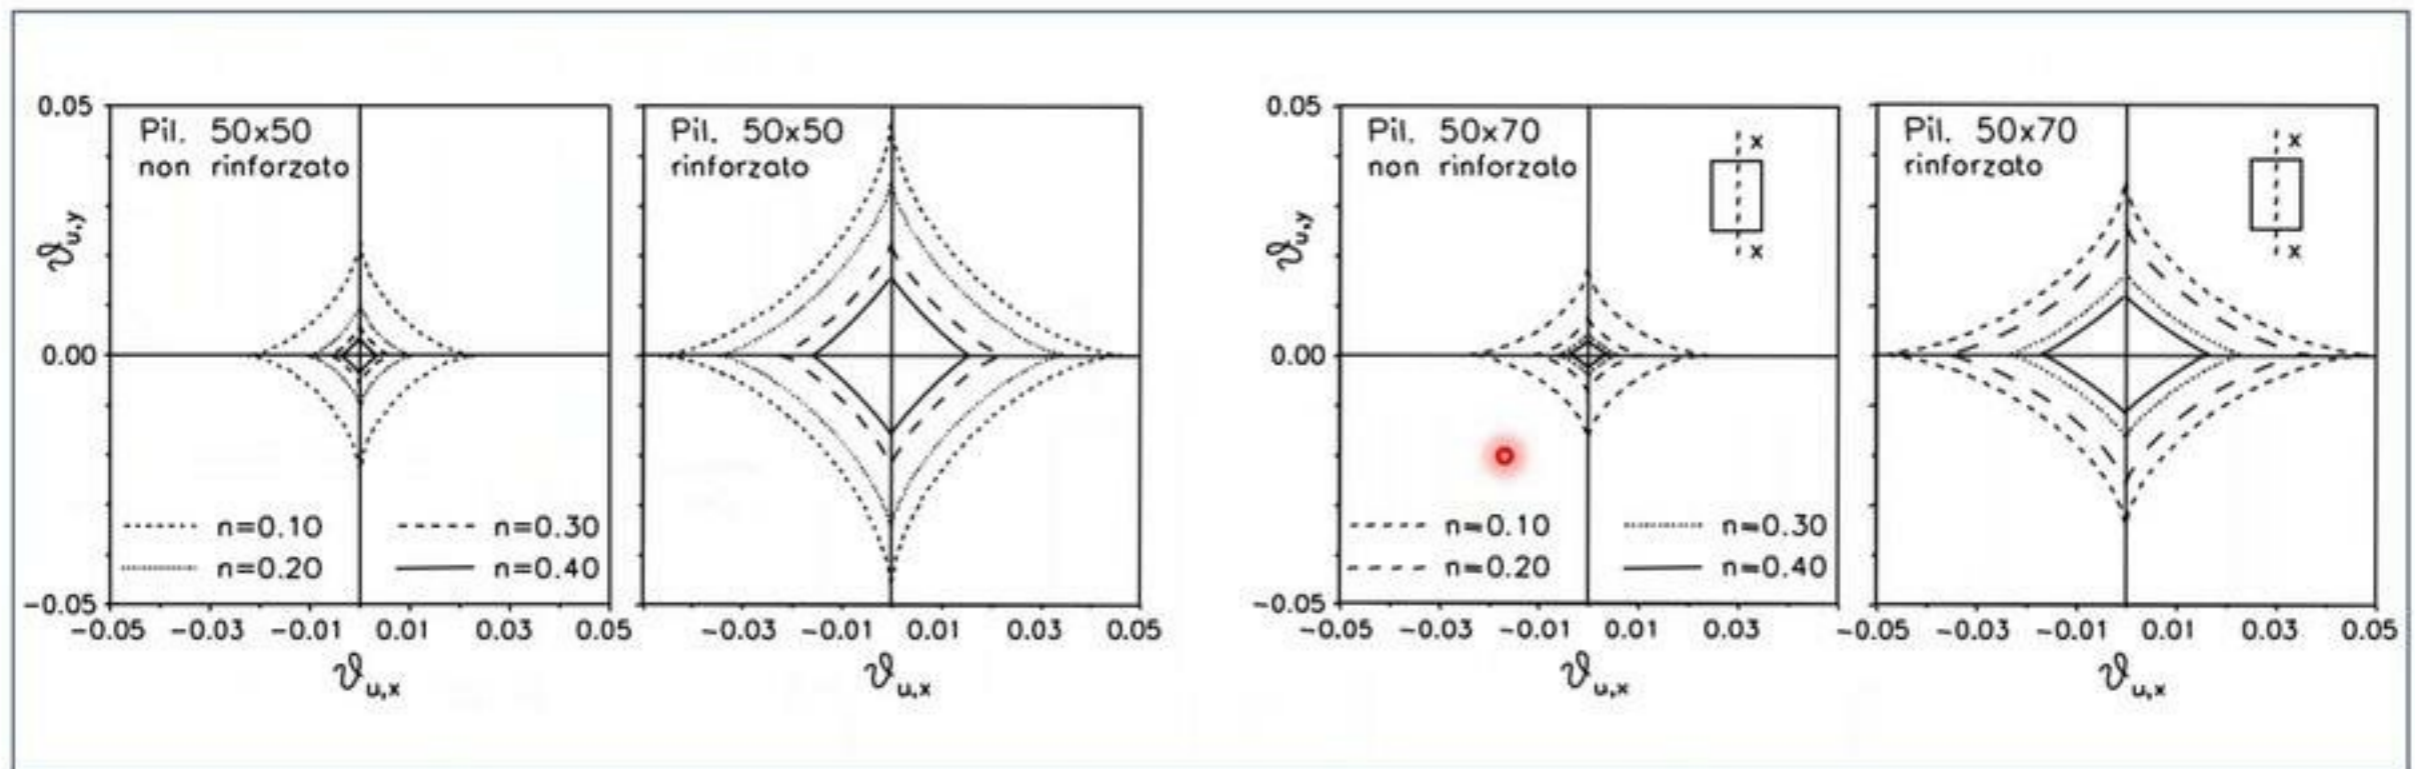 0.05
Pil. 50x50
non rinforzato
ϑu,y
0.00
n=0.10
n=0.30
n=0.20
n=0.40
-0.05
-0.05 -0.03 -0.01 0.01 0.03 0.05
ϑu,x
Pil. 50x50
rinforzato
-0.03 -0.01 0.01 0.03 0.05
ϑu,x
0.05
Pil. 50x70
non rinforzato
x
x
ϑu,y
0.00
n=0.10
n=0.30
n=0.20
n=0.40
-0.05
-0.05 -0.03 -0.01 0.01 0.03
ϑu,x
Pil. 50x70
rinforzato
x
x
-0.05 -0.03 -0.01 0.01 0.03 0.05
ϑu,x